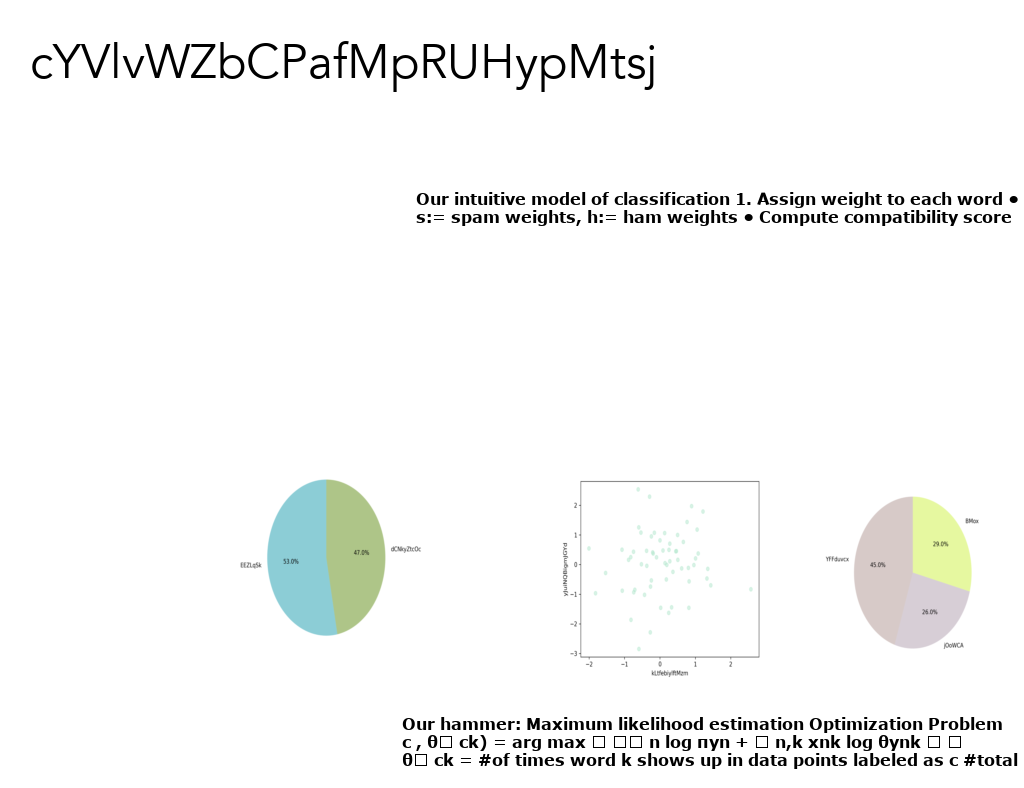 cYVlvWZbCPafMpRUHypMtsj
Our intuitive model of classification 1. Assign weight to each word ●
s:= spam weights, h:= ham weights ● Compute compatibility score
EEZLqSk
53.0%
47.0%
dCNkyZtcOc
2
1
0
−1
−2
−3
−2
−1
0
1
2
kLtfebiylftMzm
YFFduvcx
45.0%
29.0%
BMox
26.0%
jOoWCA
Our hammer: Maximum likelihood estimation Optimization Problem
c , θ□ ck) = arg max □ □□ n log πyn + □ n,k xnk log θynk □ □
θ□ ck = #of times word k shows up in data points labeled as c #total